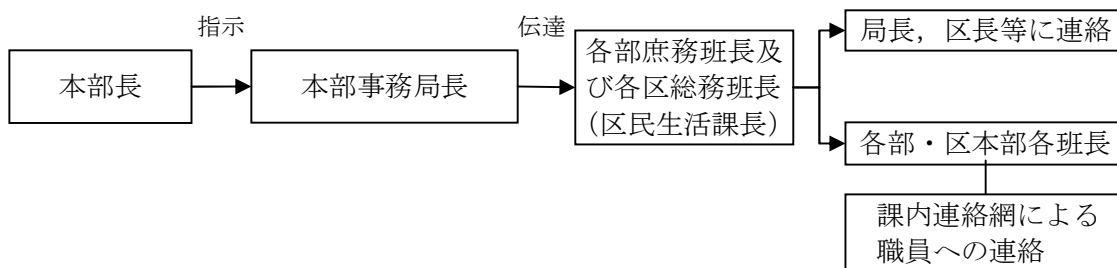 指示
伝達
本部長
本部事務局長
各部庶務班長及
び各区総務班長
（区民生活課長）
局長，区長等に連絡
各部・区本部各班長
課内連絡網による
職員への連絡